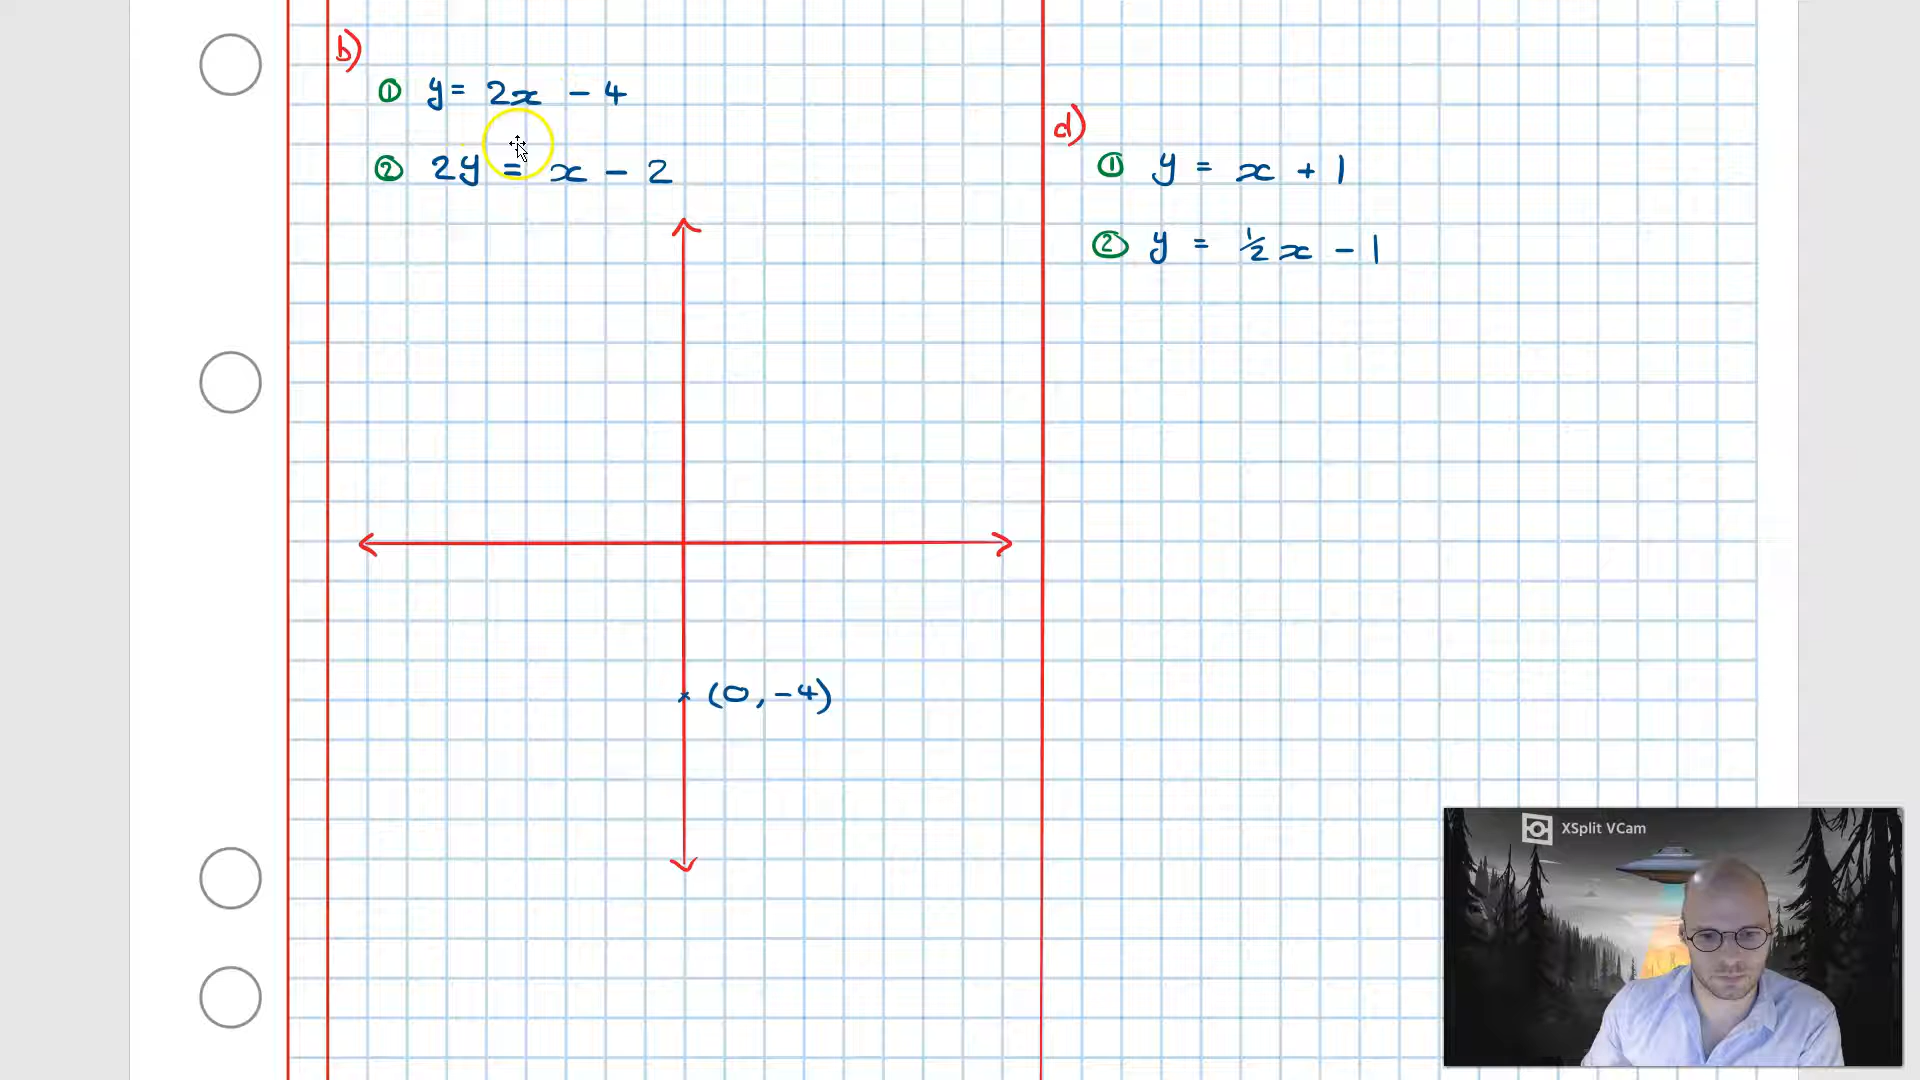 b)
① y = 2x - 4
② 2y = x - 2
(0, -4)
d)
① y = x + 1
② y = ½x - 1
XSplit VCam